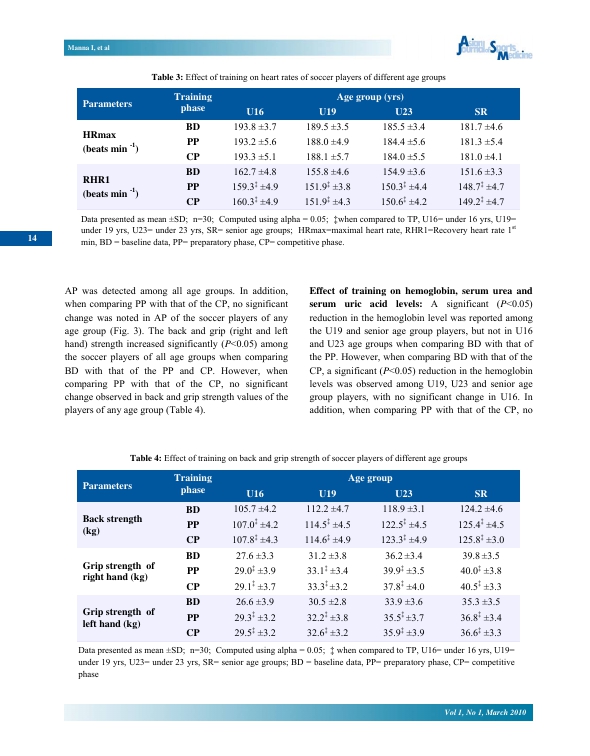 Manna I, et al
Asian
Journal of Sports
Medicine
Table 3: Effect of training on heart rates of soccer players of different age groups
Parameters Training phase Age group (yrs)
U16 U19 U23 SR
HRmax (beats min -1) BD 193.8 ±3.7 189.5 ±3.5 185.5 ±3.4 181.7 ±4.6
PP 193.2 ±5.6 188.0 ±4.9 184.4 ±5.6 181.3 ±5.4
CP 193.3 ±5.1 188.1 ±5.7 184.0 ±5.5 181.0 ±4.1
RHR1 (beats min -1) BD 162.7 ±4.8 155.8 ±4.6 154.9 ±3.6 151.6 ±3.3
PP 159.3‡ ±4.9 151.9‡ ±3.8 150.3‡ ±4.4 148.7‡ ±4.7
CP 160.3‡ ±4.9 151.9‡ ±4.3 150.6‡ ±4.2 149.2‡ ±4.7
Data presented as mean ±SD; n=30; Computed using alpha = 0.05; ‡when compared to TP, U16= under 16 yrs, U19=
under 19 yrs, U23= under 23 yrs, SR= senior age groups; HRmax=maximal heart rate, RHR1=Recovery heart rate 1st
min, BD = baseline data, PP= preparatory phase, CP= competitive phase.
14
AP was detected among all age groups. In addition,
when comparing PP with that of the CP, no significant
change was noted in AP of the soccer players of any
age group (Fig. 3). The back and grip (right and left
hand) strength increased significantly (P<0.05) among
the soccer players of all age groups when comparing
BD with that of the PP and CP. However, when
comparing PP with that of the CP, no significant
change observed in back and grip strength values of the
players of any age group (Table 4).
Effect of training on hemoglobin, serum urea and
serum uric acid levels: A significant (P<0.05)
reduction in the hemoglobin level was reported among
the U19 and senior age group players, but not in U16
and U23 age groups when comparing BD with that of
the PP. However, when comparing BD with that of the
CP, a significant (P<0.05) reduction in the hemoglobin
levels was observed among U19, U23 and senior age
group players, with no significant change in U16. In
addition, when comparing PP with that of the CP, no
Table 4: Effect of training on back and grip strength of soccer players of different age groups
Parameters Training phase Age group
U16 U19 U23 SR
Back strength (kg) BD 105.7 ±4.2 112.2 ±4.7 118.9 ±3.1 124.2 ±4.6
PP 107.0‡ ±4.2 114.5‡ ±4.5 122.5‡ ±4.5 125.4‡ ±4.5
CP 107.8‡ ±4.3 114.6‡ ±4.9 123.3‡ ±4.9 125.8‡ ±3.0
Grip strength of right hand (kg) BD 27.6 ±3.3 31.2 ±3.8 36.2 ±3.4 39.8 ±3.5
PP 29.0‡ ±3.9 33.1‡ ±3.4 39.9‡ ±3.5 40.0‡ ±3.8
CP 29.1‡ ±3.7 33.3‡ ±3.2 37.8‡ ±4.0 40.5‡ ±3.3
Grip strength of left hand (kg) BD 26.6 ±3.9 30.5 ±2.8 33.9 ±3.6 35.3 ±3.5
PP 29.3‡ ±3.2 32.2‡ ±3.8 35.5‡ ±3.7 36.8‡ ±3.4
CP 29.5‡ ±3.2 32.6‡ ±3.2 35.9‡ ±3.9 36.6‡ ±3.3
Data presented as mean ±SD; n=30; Computed using alpha = 0.05; ‡ when compared to TP, U16= under 16 yrs, U19=
under 19 yrs, U23= under 23 yrs, SR= senior age groups; BD = baseline data, PP= preparatory phase, CP= competitive
phase
Vol 1, No 1, March 2010